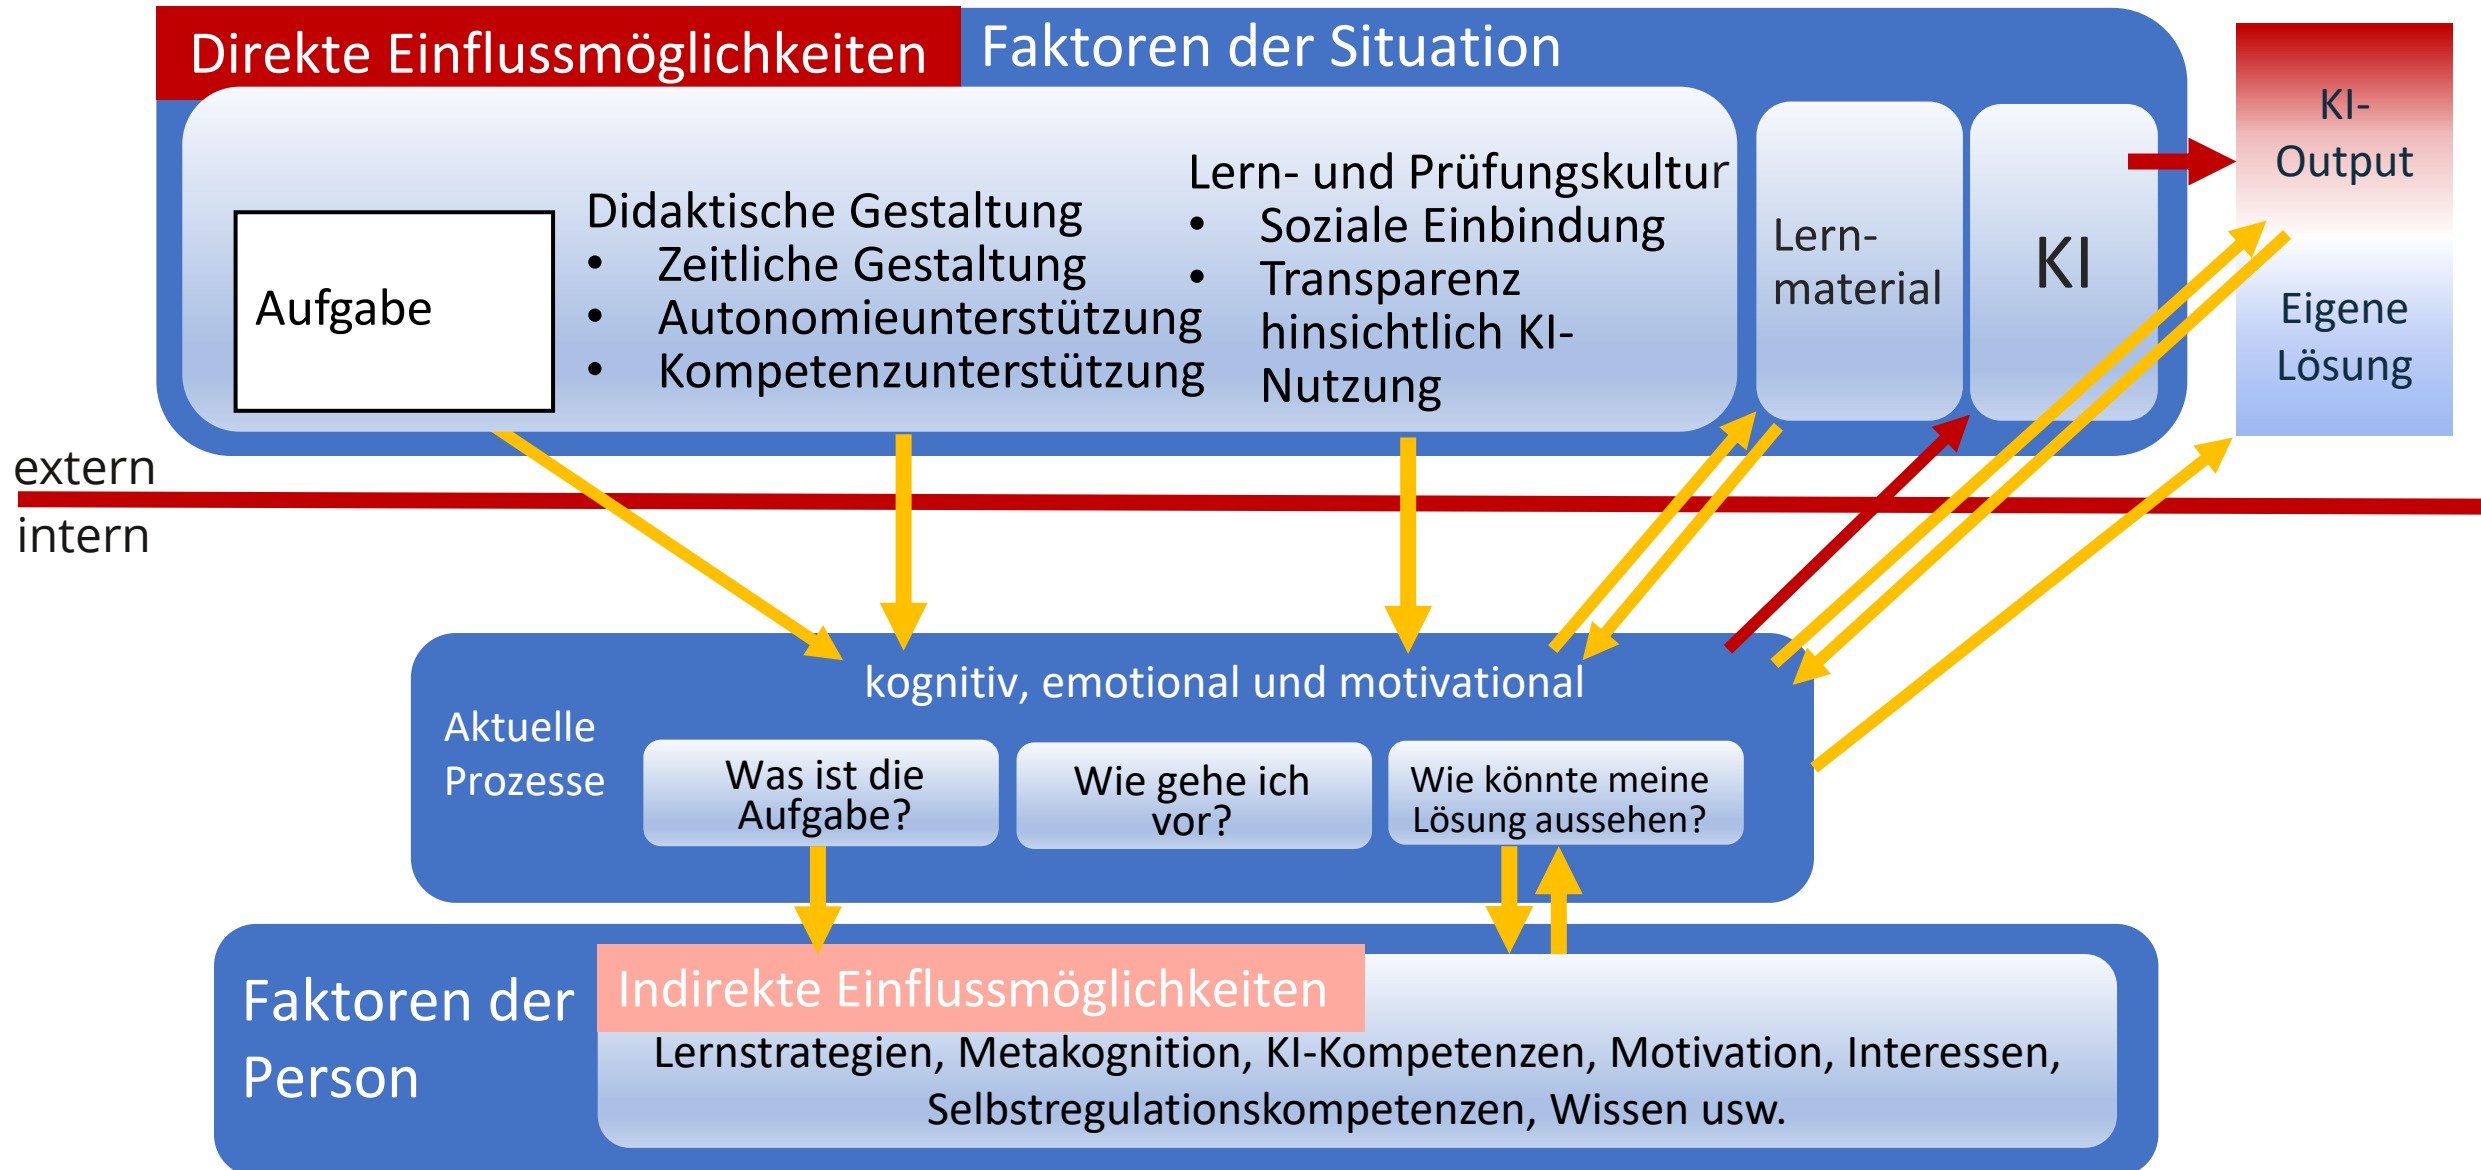 Direkte Einflussmöglichkeiten
Faktoren der Situation
Aufgabe
Didaktische Gestaltung
• Zeitliche Gestaltung
• Autonomieunterstützung
• Kompetenzunterstützung
Lern- und Prüfungskultur
• Soziale Einbindung
• Transparenz
hinsichtlich KI-
Nutzung
Lern-
material
KI
KI-
Output
Eigene
Lösung
extern
intern
kognitiv, emotional und motivational
Aktuelle
Prozesse
Was ist die
Aufgabe?
Wie gehe ich
vor?
Wie könnte meine
Lösung aussehen?
Faktoren der
Person
Indirekte Einflussmöglichkeiten
Lernstrategien, Metakognition, KI-Kompetenzen, Motivation, Interessen,
Selbstregulationskompetenzen, Wissen usw.